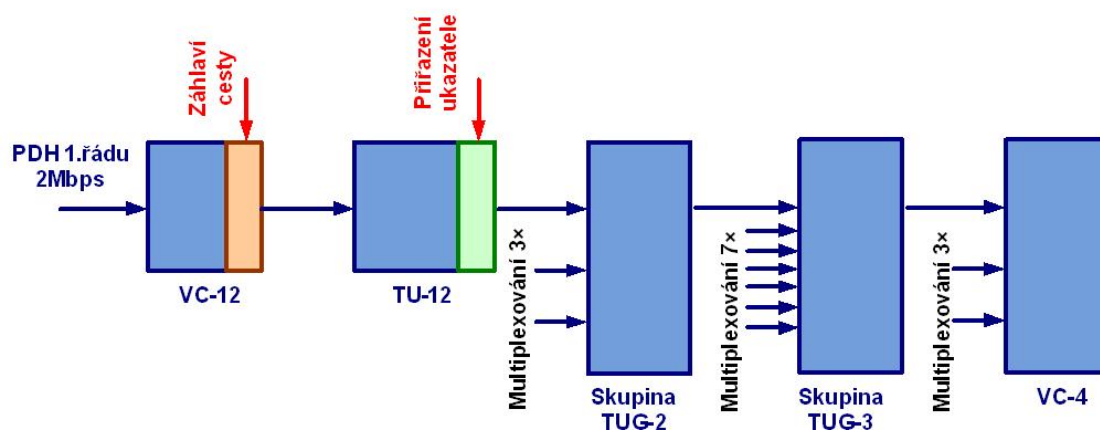 Záhlaví
cesty
Přiřazení
ukazatele
PDH 1.řádu
2Mbps
VC-12
TU-12
Multiplexování 3×
Skupina
TUG-2
Multiplexování 7×
Skupina
TUG-3
Multiplexování 3×
VC-4